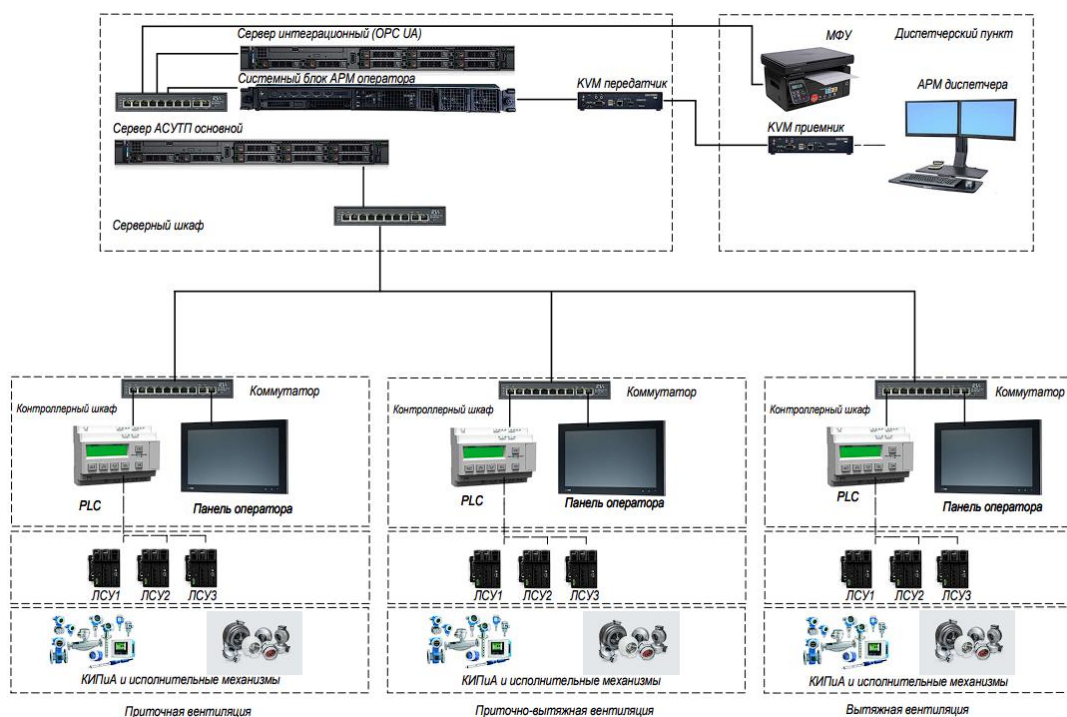 Сервер интеграционный (OPC UA)
Системный блок АРМ оператора
KVM передатчик
Сервер АСУТП основной
Серверный шкаф
МФУ
Диспетчерский пункт
АРМ диспетчера
KVM приемник
Коммутатор
Контроллерный шкаф
PLC
Панель оператора
ЛСУ1
ЛСУ2
ЛСУ3
КИПиА и исполнительные механизмы
Приточная вентиляция
Коммутатор
Контроллерный шкаф
PLC
Панель оператора
ЛСУ1
ЛСУ2
ЛСУ3
КИПиА и исполнительные механизмы
Приточно-вытяжная вентиляция
Коммутатор
Контроллерный шкаф
PLC
Панель оператора
ЛСУ1
ЛСУ2
ЛСУ3
КИПиА и исполнительные механизмы
Вытяжная вентиляция